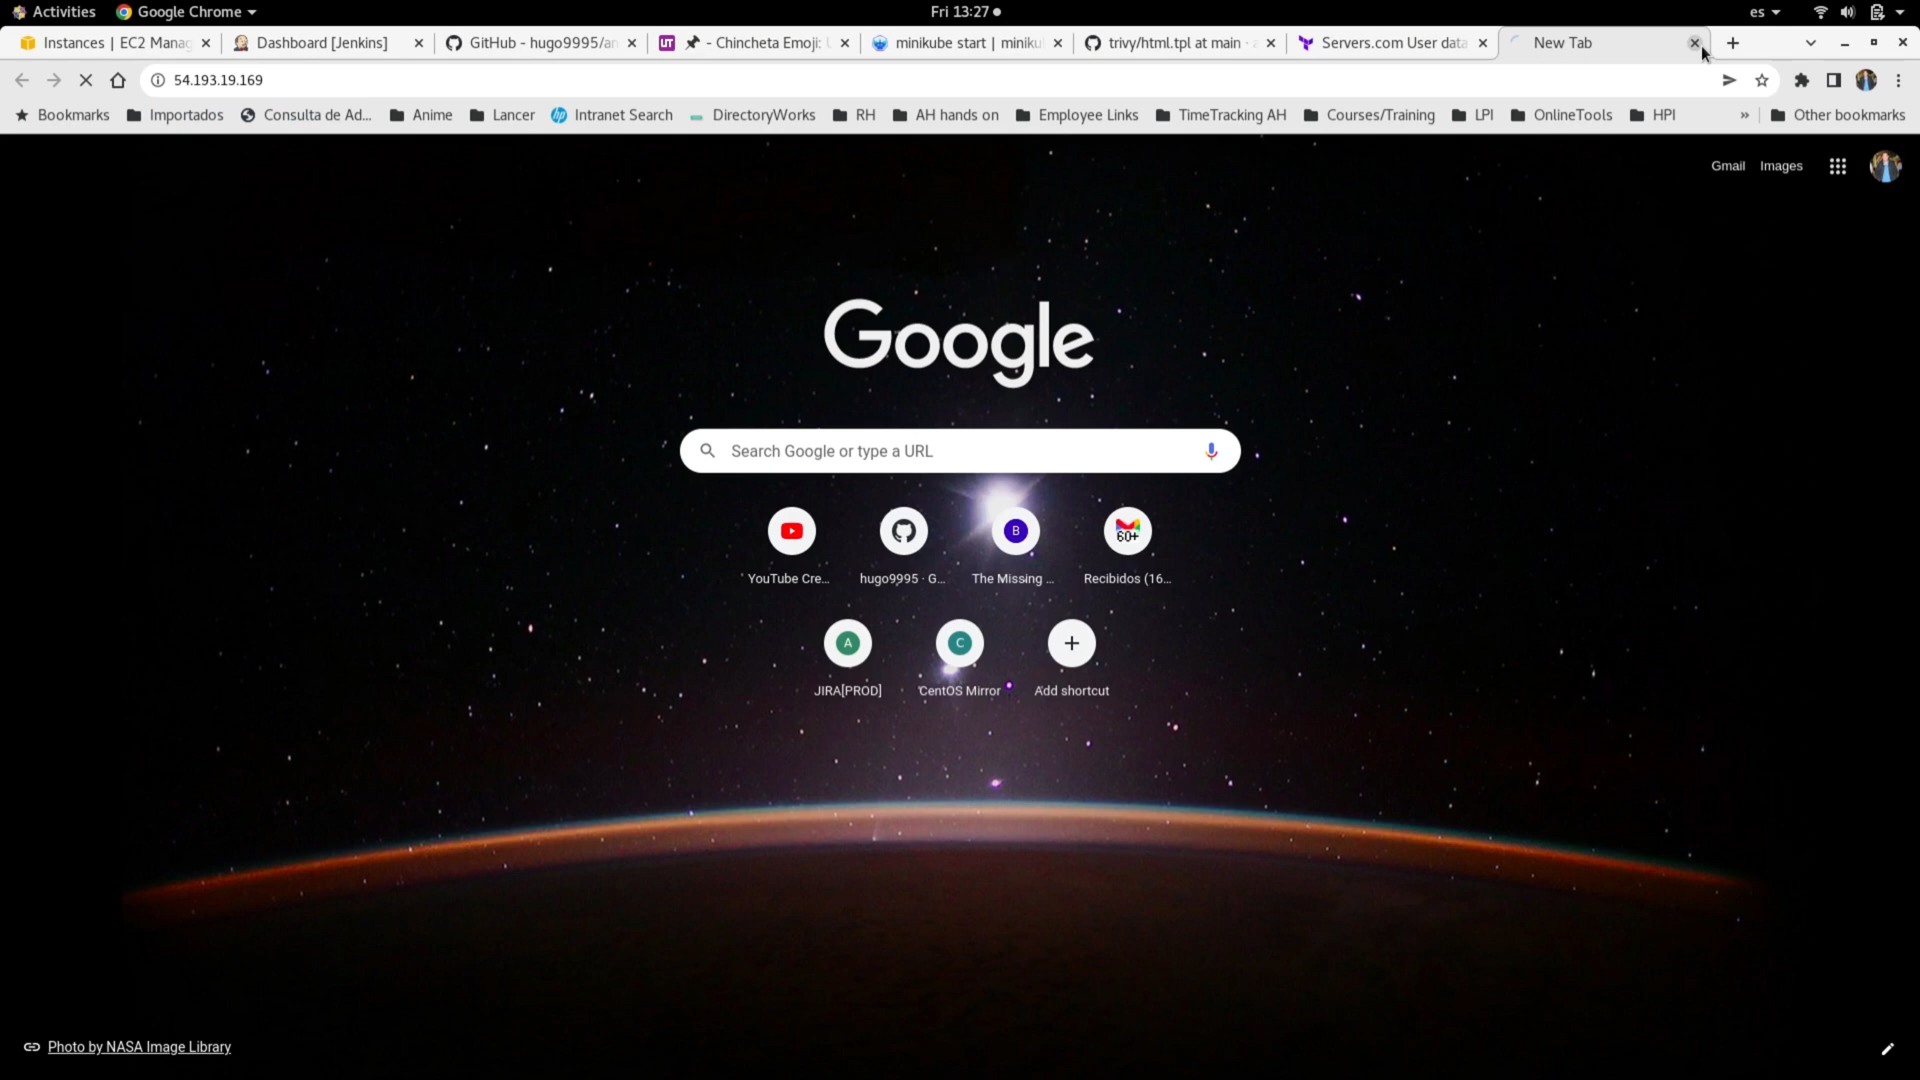 Activities Google Chrome Fri 13:27 es
Instances | EC2 Manag Dashboard [Jenkins] GitHub - hugo9995/an - Chincheta Emoji: U minikube start | miniku trivy/html.tpl at main · a Servers.com User data New Tab
54.193.19.169
Bookmarks Importados Consulta de Ad... Anime Lancer Intranet Search DirectoryWorks RH AH hands on Employee Links TimeTracking AH Courses/Training LPI OnlineTools HPI » Other bookmarks
Gmail Images
Google
Search Google or type a URL
B 60+
YouTube Cre... hugo9995 · G... The Missing ... Recibidos (16...
A C
JIRA[PROD] CentOS Mirror Add shortcut
Photo by NASA Image Library